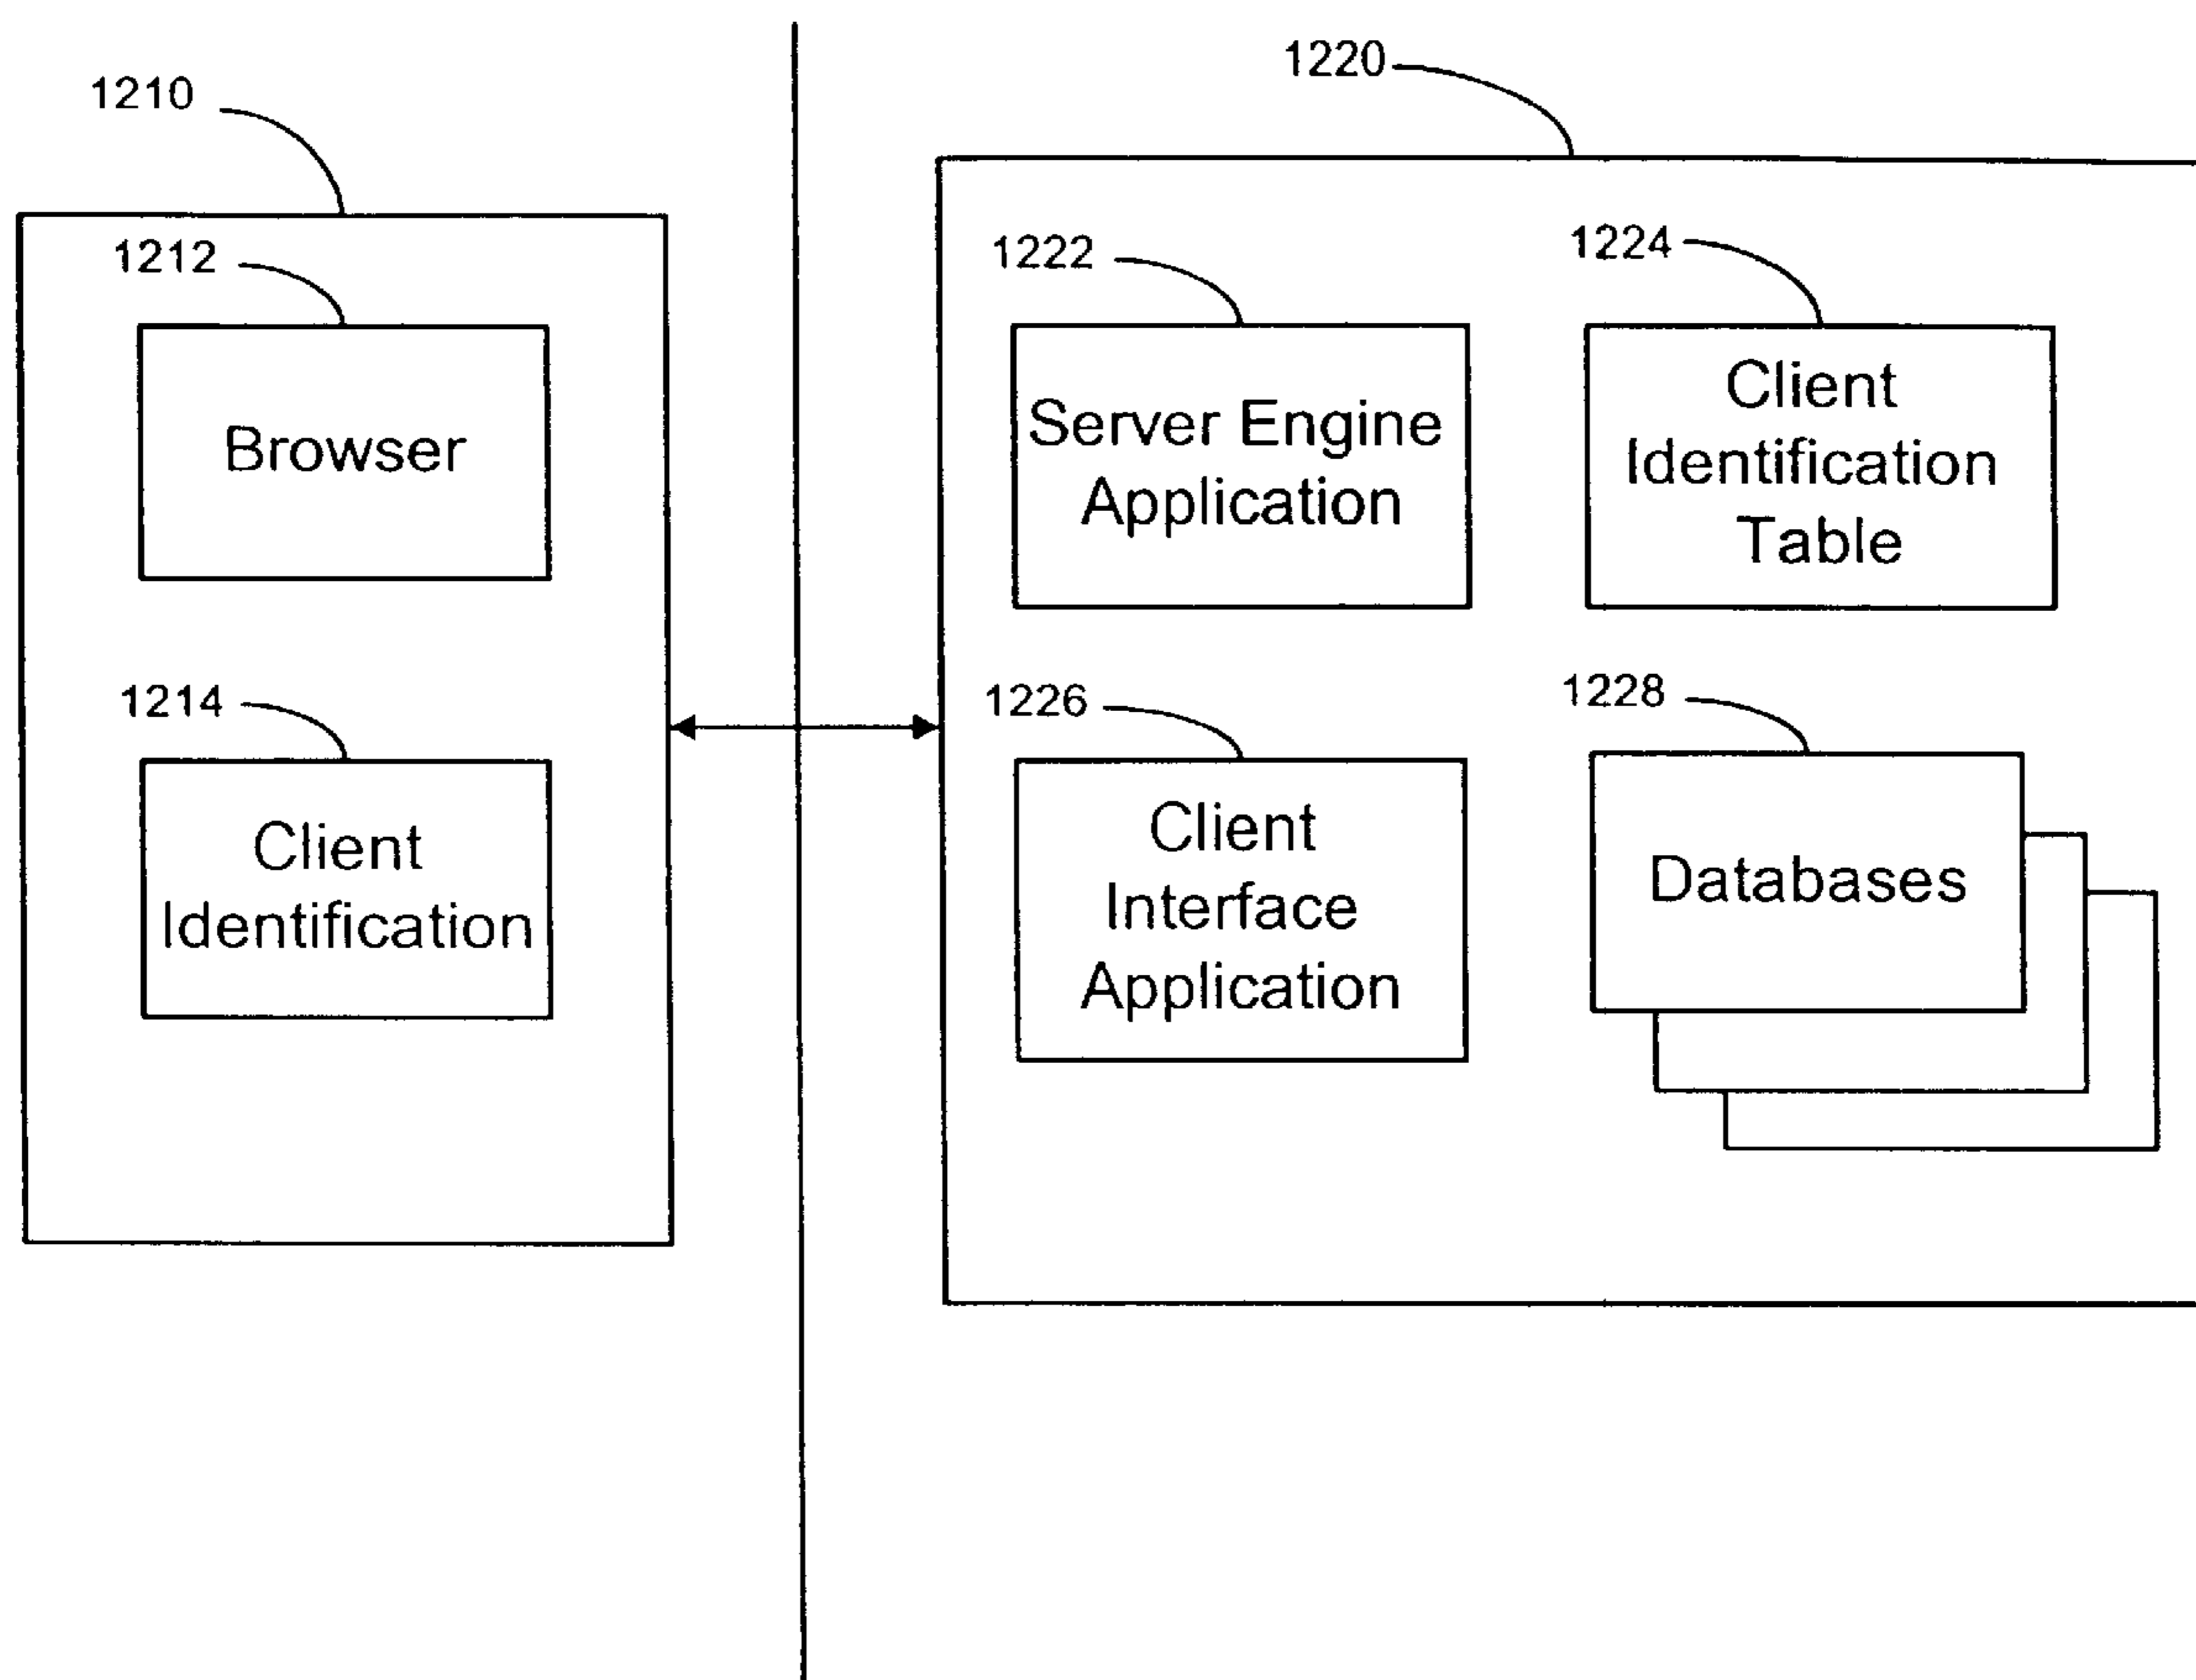 1210
1220
1212
Browser
1214
Client
Identification
1222
Server Engine
Application
1224
Client
Identification
Table
1226
Client
Interface
Application
1228
Databases